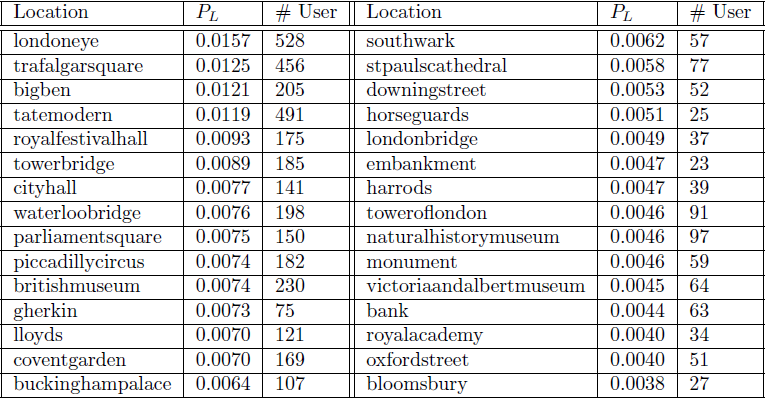 Location P_L # User Location P_L # User
londoneye 0.0157 528 southwark 0.0062 57
trafalgarsquare 0.0125 456 stpaulscathedral 0.0058 77
bigben 0.0121 205 downingstreet 0.0053 52
tatemodern 0.0119 491 horseguards 0.0051 25
royalfestivalhall 0.0093 175 londonbridge 0.0049 37
towerbridge 0.0089 185 embankment 0.0047 23
cityhall 0.0077 141 harrods 0.0047 39
waterloobridge 0.0076 198 toweroflondon 0.0046 91
parliamentsquare 0.0075 150 naturalhistorymuseum 0.0046 97
piccadillycircus 0.0074 182 monument 0.0046 59
britishmuseum 0.0074 230 victoriaandalbertmuseum 0.0045 64
gherkin 0.0073 75 bank 0.0044 63
lloyds 0.0070 121 royalacademy 0.0040 34
coventgarden 0.0070 169 oxfordstreet 0.0040 51
buckinghampalace 0.0064 107 bloomsbury 0.0038 27